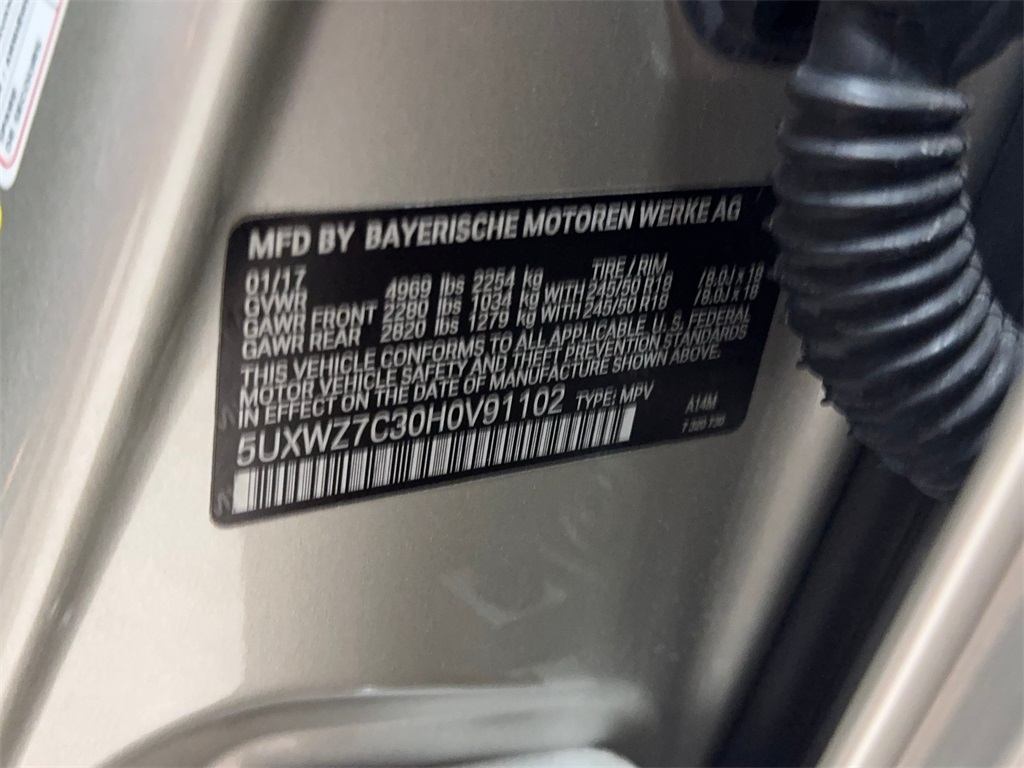 MFD BY BAYERISCHE MOTOREN WERKE AG
01/17 TIRE / RIM
GVWR 4969 lbs 2254 kg
GAWR FRONT 2280 lbs 1034 kg WITH 245/50 R18 /8.0J x 18
GAWR REAR 2820 lbs 1279 kg WITH 245/50 R18 /8.0J x 18
THIS VEHICLE CONFORMS TO ALL APPLICABLE, U. S. FEDERAL
MOTOR VEHICLE SAFETY AND THEFT PREVENTION STANDARDS
IN EFFECT ON THE DATE OF MANUFACTURE SHOWN ABOVE.
5UXWZ7C30H0V91102 TYPE: MPV A14M